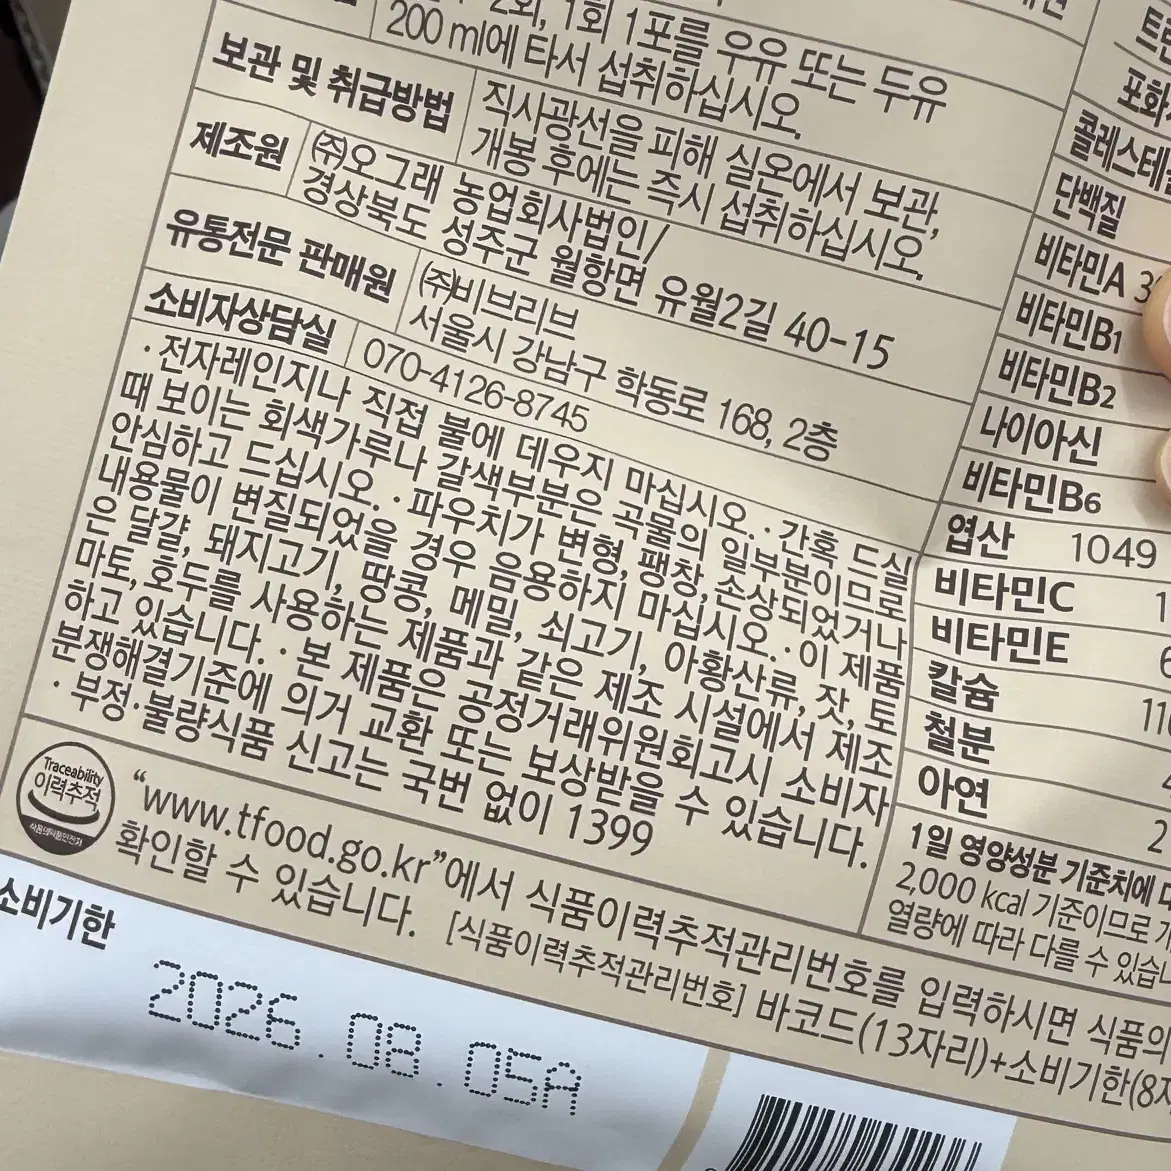 2회, 1회 1포를 우유 또는 두유
200 ml에 타서 섭취하십시오.
보관 및 취급방법
직사광선을 피해 실온에서 보관,
개봉 후에는 즉시 섭취하십시오.
제조원
㈜오그래 농업회사법인/
경상북도 성주군 월항면 유월2길 40-15
유통전문 판매원
㈜비브리브
서울시 강남구 학동로 168, 2층
소비자상담실
070-4126-8745
· 전자레인지나 직접 불에 데우지 마십시오. · 간혹 드실
때 보이는 회색가루나 갈색부분은 곡물의 일부분이므로
안심하고 드십시오. · 파우치가 변형, 팽창, 손상되었거나
내용물이 변질되었을 경우 음용하지 마십시오. · 이 제품
은 달걀, 돼지고기, 땅콩, 메밀, 쇠고기, 아황산류, 잣, 토
마토, 호두를 사용하는 제품과 같은 제조 시설에서 제조
하고 있습니다. · 본 제품은 공정거래위원회고시 소비자
분쟁해결기준에 의거 교환 또는 보상받을 수 있습니다.
· 부정·불량식품 신고는 국번 없이 1399
콜레스테롤
단백질
비타민A
비타민B1
비타민B2
나이아신
비타민B6
엽산 1049
비타민C
비타민E
칼슘
철분
아연
1일 영양성분 기준치에
2,000 kcal 기준이므로
열량에 따라 다를 수 있습니
Traceability
이력추적
식품의약품안전처
“www.tfood.go.kr”에서 식품이력추적관리번호를 입력하시면 식품의
확인할 수 있습니다. [식품이력추적관리번호] 바코드(13자리)+소비기한(8자
소비기한
2026.08.05A